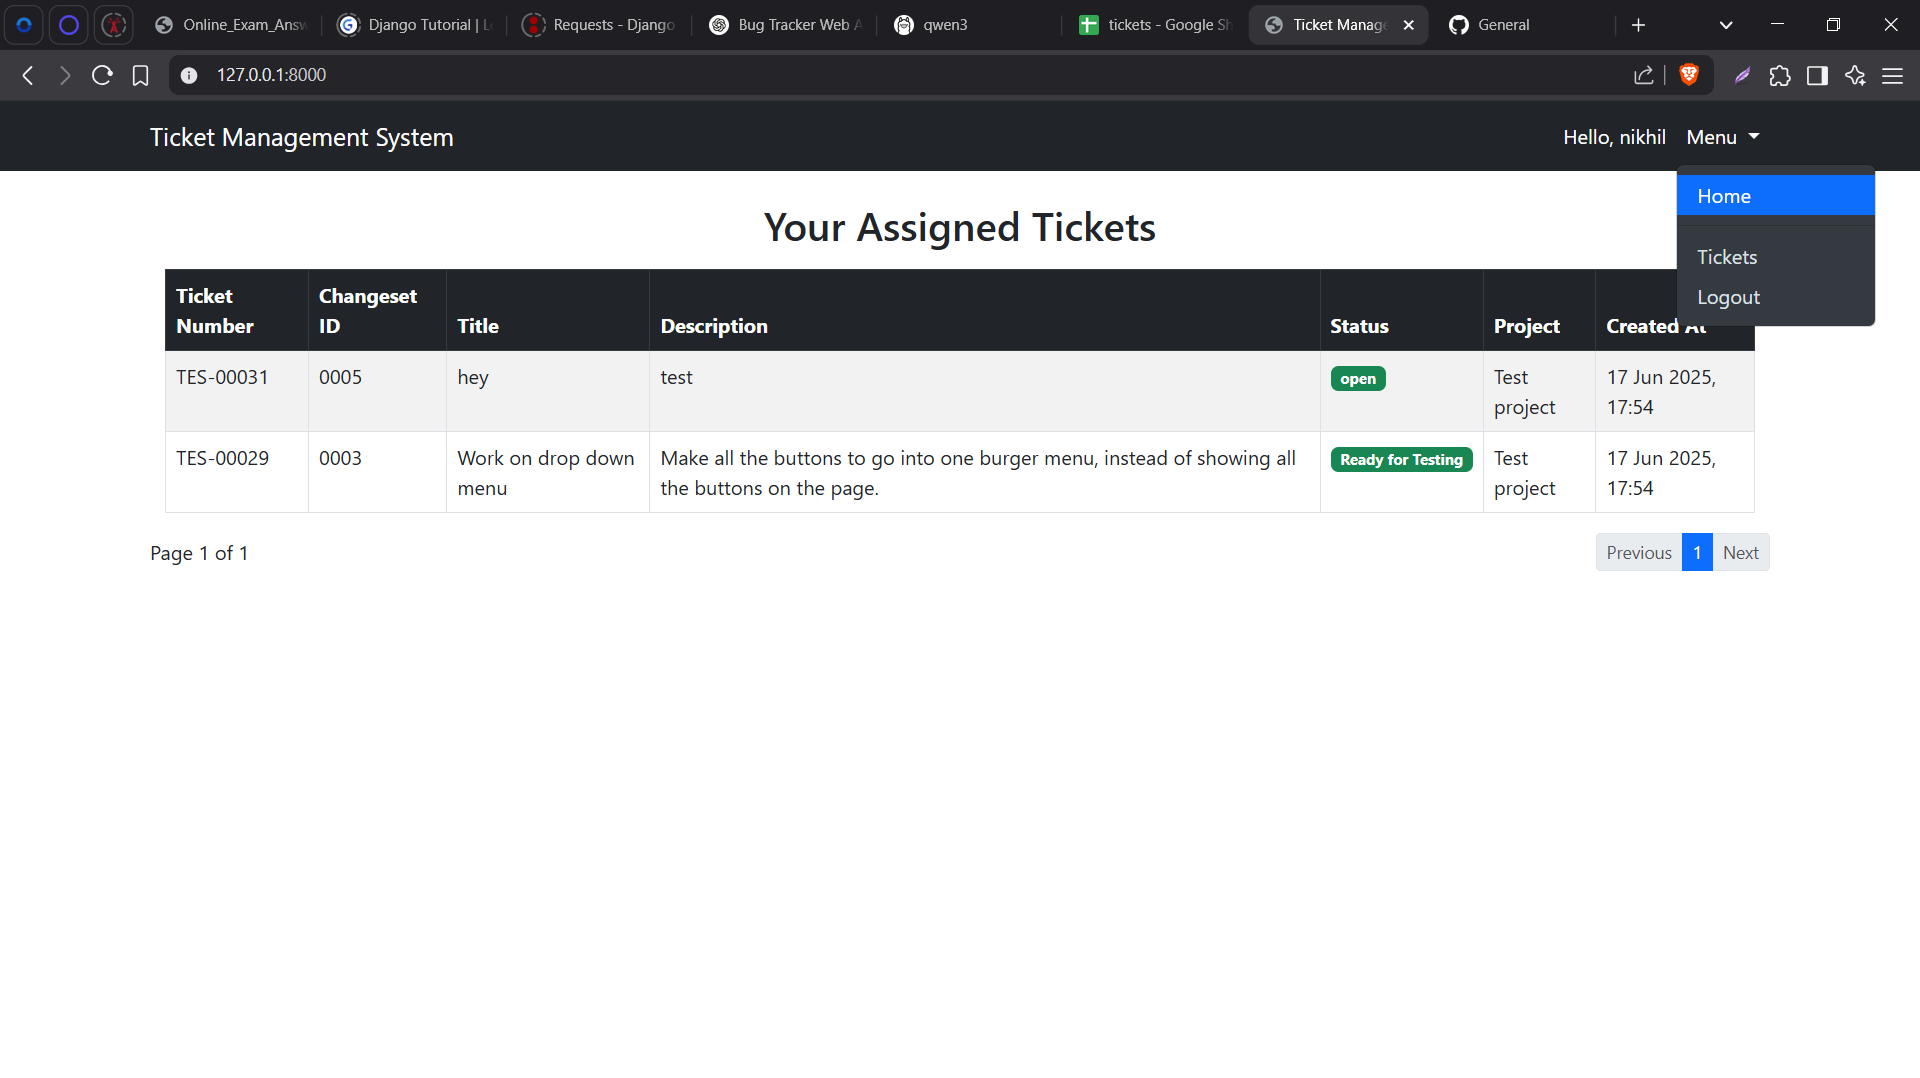 Online_Exam_Answ
Django Tutorial | L
Requests - Django
Bug Tracker Web A
qwen3
tickets - Google Sh
Ticket Manage
General
127.0.0.1:8000
Ticket Management System
Hello, nikhil
Menu
Home
Tickets
Logout
Your Assigned Tickets
Ticket Number
Changeset ID
Title
Description
Status
Project
Created At
TES-00031
0005
hey
test
open
Test project
17 Jun 2025, 17:54
TES-00029
0003
Work on drop down menu
Make all the buttons to go into one burger menu, instead of showing all
the buttons on the page.
Ready for Testing
Test project
17 Jun 2025, 17:54
Page 1 of 1
Previous
1
Next